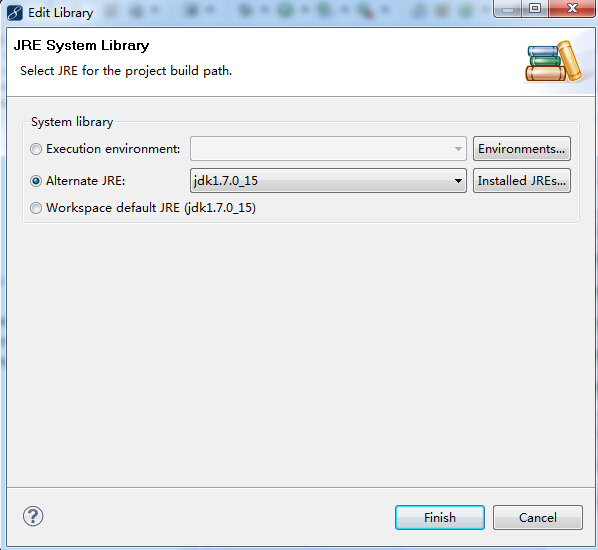 Edit Library
JRE System Library
Select JRE for the project build path.
System library
Execution environment:
Environments...
Alternate JRE:
jdk1.7.0_15
Installed JREs...
Workspace default JRE (jdk1.7.0_15)
?
Finish
Cancel